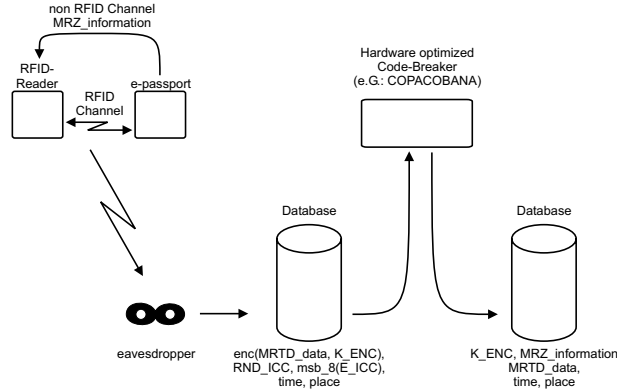 non RFID Channel
MRZ_information
RFID-
Reader
e-passport
RFID
Channel
Hardware optimized
Code-Breaker
(e.G.: COPACOBANA)
Database
Database
eavesdropper
enc(MRTD_data, K_ENC),
RND_ICC, msb_8(E_ICC),
time, place
K_ENC, MRZ_information
MRTD_data,
time, place